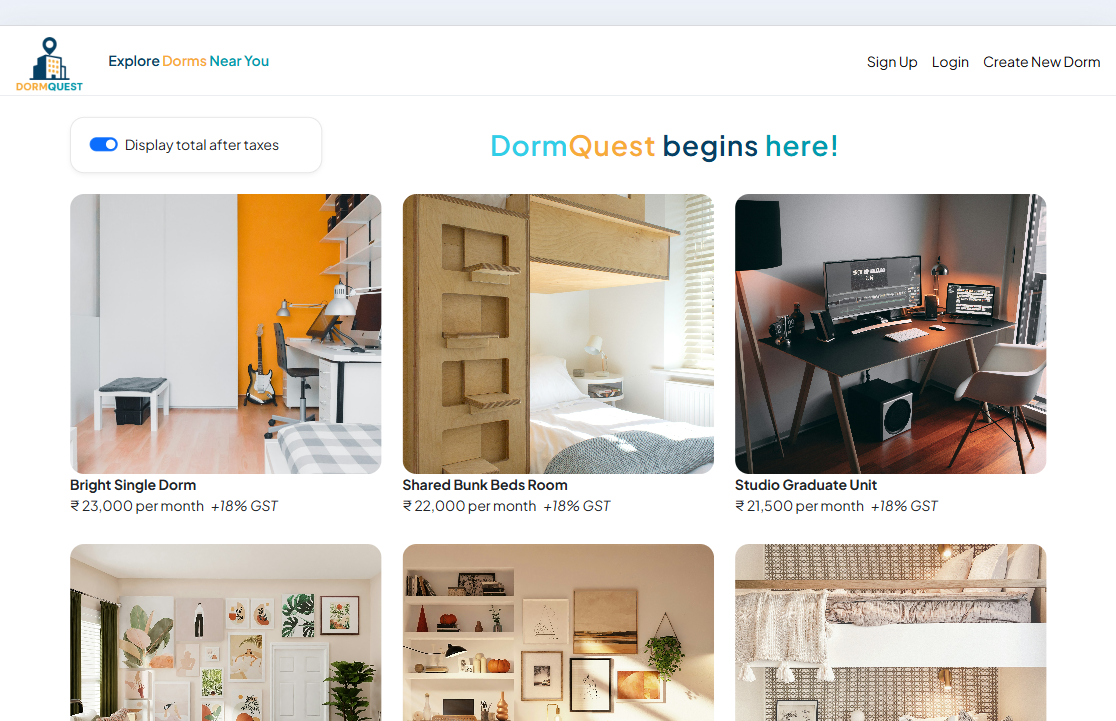 DORMQUEST
Explore Dorms Near You
Sign Up Login Create New Dorm
Display total after taxes
DormQuest begins here!
Bright Single Dorm
₹ 23,000 per month +18% GST
Shared Bunk Beds Room
₹ 22,000 per month +18% GST
Studio Graduate Unit
₹ 21,500 per month +18% GST